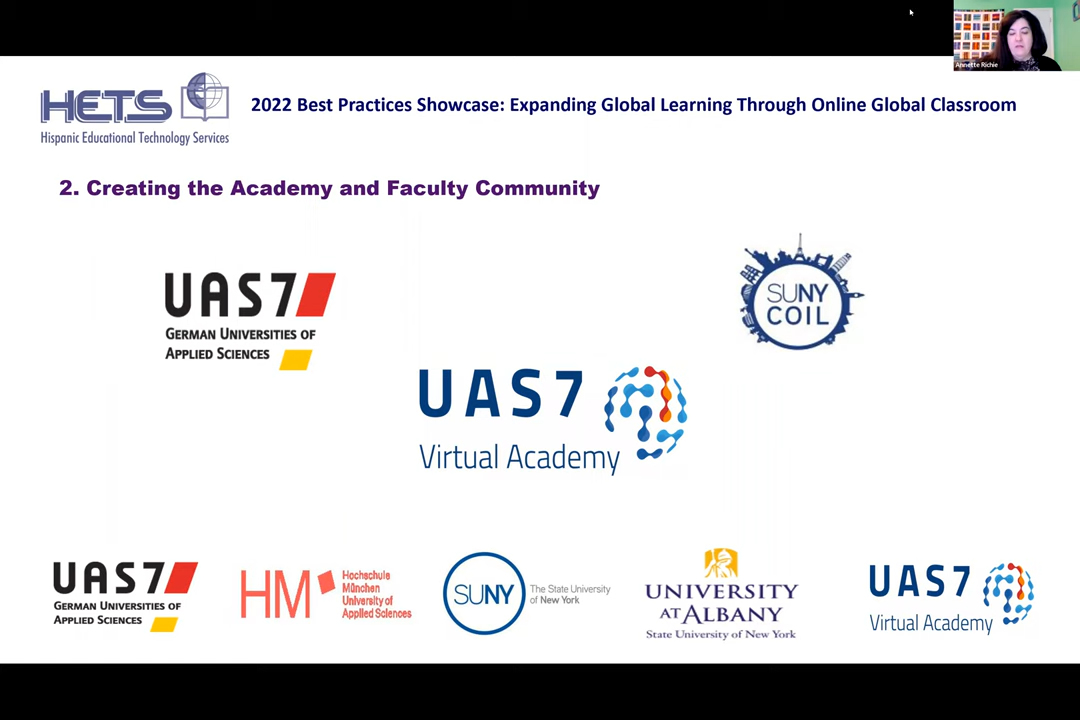 Annette Richie
HETS
Hispanic Educational Technology Services
2022 Best Practices Showcase: Expanding Global Learning Through Online Global Classroom
2. Creating the Academy and Faculty Community
UAS7
GERMAN UNIVERSITIES OF
APPLIED SCIENCES
SUNY
COIL
UAS7
Virtual Academy
UAS7
GERMAN UNIVERSITIES OF
APPLIED SCIENCES
HM
Hochschule
München
University of
Applied Sciences
SUNY
The State University
of New York
UNIVERSITY
AT ALBANY
State University of New York
UAS7
Virtual Academy